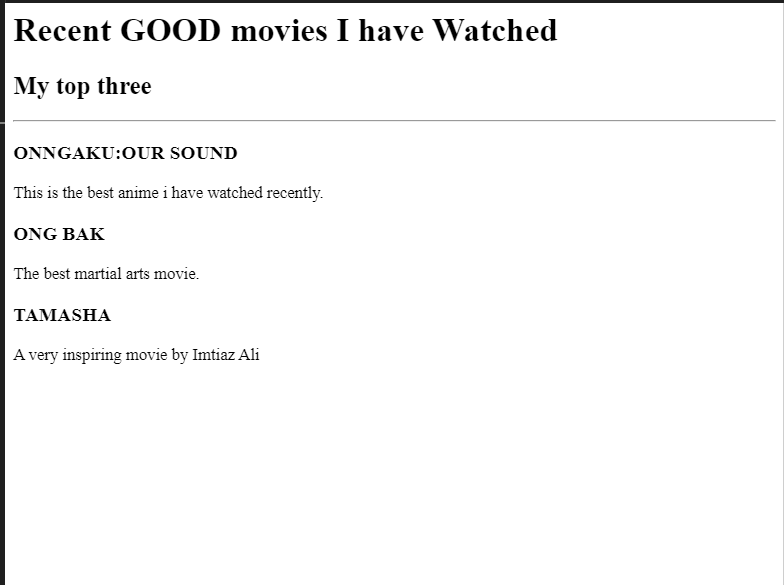 Recent GOOD movies I have Watched
My top three
ONNGAKU:OUR SOUND
This is the best anime i have watched recently.
ONG BAK
The best martial arts movie.
TAMASHA
A very inspiring movie by Imtiaz Ali